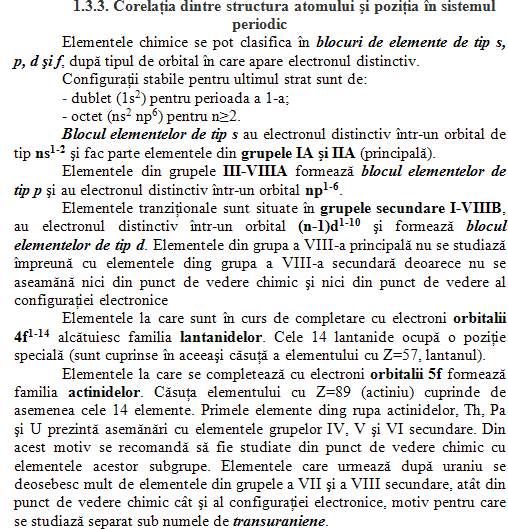 1.3.3. Corelația dintre structura atomului și poziția în sistemul
periodic
Elementele chimice se pot clasifica în blocuri de elemente de tip s,
p, d și f, după tipul de orbital în care apare electronul distinctiv.
Configurații stabile pentru ultimul strat sunt de:
- dublet (1s²) pentru perioada a 1-a;
- octet (ns² np⁶) pentru n≥2.
Blocul elementelor de tip s au electronul distinctiv într-un orbital de
tip ns¹⁻² și fac parte elementele din grupele IA și IIA (principală).
Elementele din grupele III-VIIIA formează blocul elementelor de
tip p și au electronul distinctiv într-un orbital np¹⁻⁶.
Elementele tranziționale sunt situate în grupele secundare I-VIIIB,
au electronul distinctiv într-un orbital (n-1)d¹⁻¹⁰ și formează blocul
elementelor de tip d. Elementele din grupa a VIII-a principală nu se studiază
împreună cu elementele ding grupa a VIII-a secundară deoarece nu se
aseamănă nici din punct de vedere chimic și nici din punct de vedere al
configurației electronice
Elementele la care sunt în curs de completare cu electroni orbitalii
4f¹⁻¹⁴ alcătuiesc familia lantanidelor. Cele 14 lantanide ocupă o poziție
specială (sunt cuprinse în aceeași căsuță a elementului cu Z=57, lantanul).
Elementele la care se completează cu electroni orbitalii 5f formează
familia actinidelor. Căsuța elementului cu Z=89 (actiniu) cuprinde de
asemenea cele 14 elemente. Primele elemente ding rupa actinidelor, Th, Pa
și U prezintă asemănări cu elementele grupelor IV, V și VI secundare. Din
acest motiv se recomandă să fie studiate din punct de vedere chimic cu
elementele acestor subgrupe. Elementele care urmează după uraniu se
deosebesc mult de elementele din grupele a VII și a VIII secundare, atât din
punct de vedere chimic cât și al configurației electronice, motiv pentru care
se studiază separat sub numele de transuraniene.